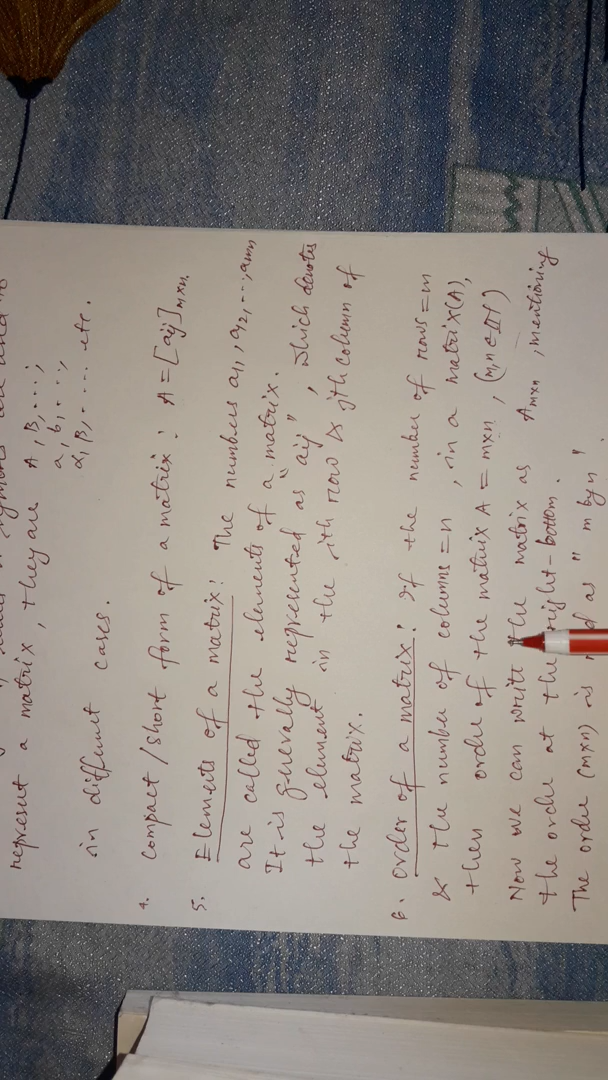 represent a matrix, they are A, B, ...;
a, b, ...,
α, β, .... etc.
in different cases.
4. compact/short form of a matrix: A = [aij]m×n.
5. Elements of a matrix: The numbers a11, a12, ..., amn
are called the elements of a matrix.
It is generally represented as "aij", which denotes
the element in the ith row & jth column of
the matrix.
6. order of a matrix: If the number of rows = m
& the number of columns = n, in a matrix (A),
then order of the matrix A = m×n, (m,n ∈ Z+)
Now we can write the matrix as Am×n, mentioning
the order at the right-bottom.
The order (m×n) is as "m by n".